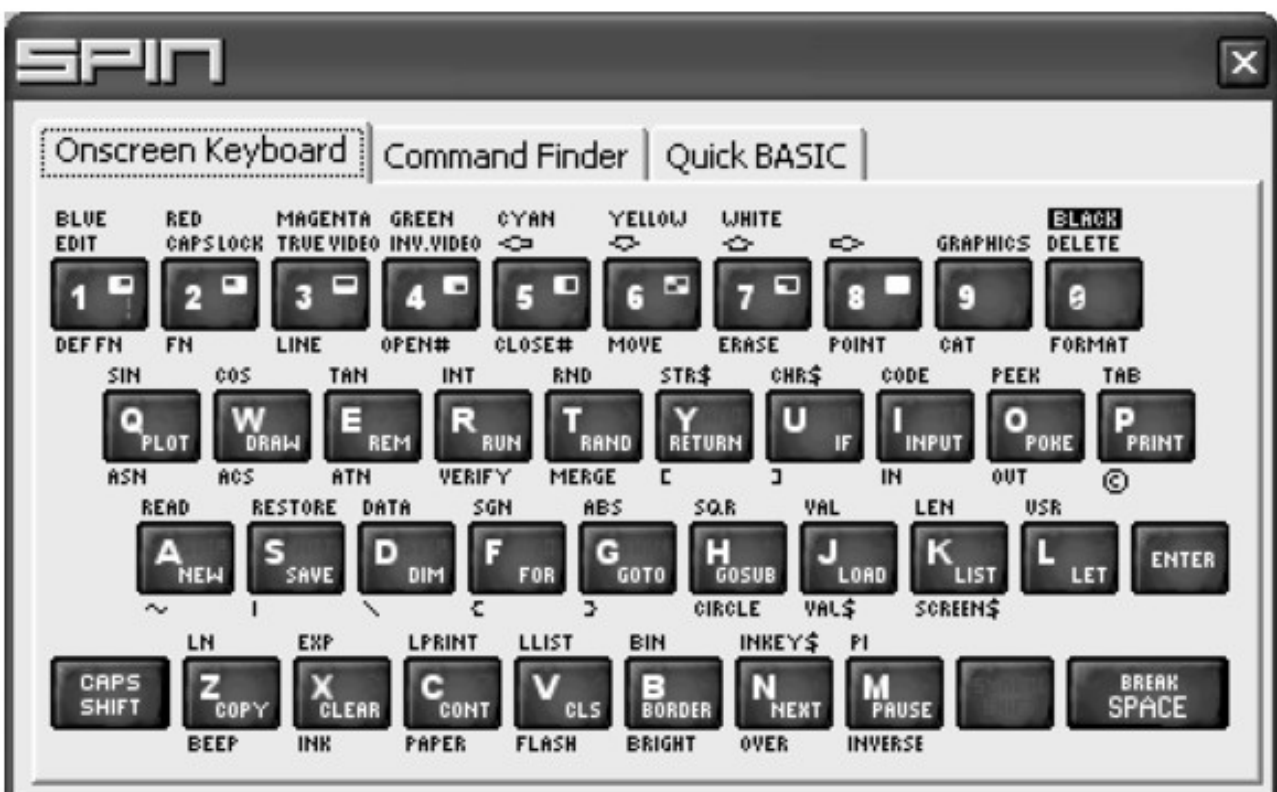 SPIN
Onscreen Keyboard Command Finder Quick BASIC
BLUE RED MAGENTA GREEN CYAN YELLOW WHITE BLACK
EDIT CAPS LOCK TRUE VIDEO INV.VIDEO GRAPHICS DELETE
1 2 3 4 5 6 7 8 9 0
DEF FN FN LINE OPEN# CLOSE# MOVE ERASE POINT CAT FORMAT
SIN COS TAN INT RND STR$ CHR$ CODE PEEK TAB
Q W E R T Y U I O P
PLOT DRAW REM RUN RAND RETURN IF INPUT POKE PRINT
ASN ACS ATN VERIFY MERGE [ ] IN OUT ©
READ RESTORE DATA SGN ABS SQR VAL LEN USR
A S D F G H J K L ENTER
NEW SAVE DIM FOR GOTO GOSUB LOAD LIST LET
~ | \ { } CIRCLE VAL$ SCREEN$
LN EXP LPRINT LLIST BIN INKEY$ PI
CAPS Z X C V B N M BREAK
SHIFT COPY CLEAR CONT CLS BORDER NEXT PAUSE SPACE
BEEP INK PAPER FLASH BRIGHT OVER INVERSE